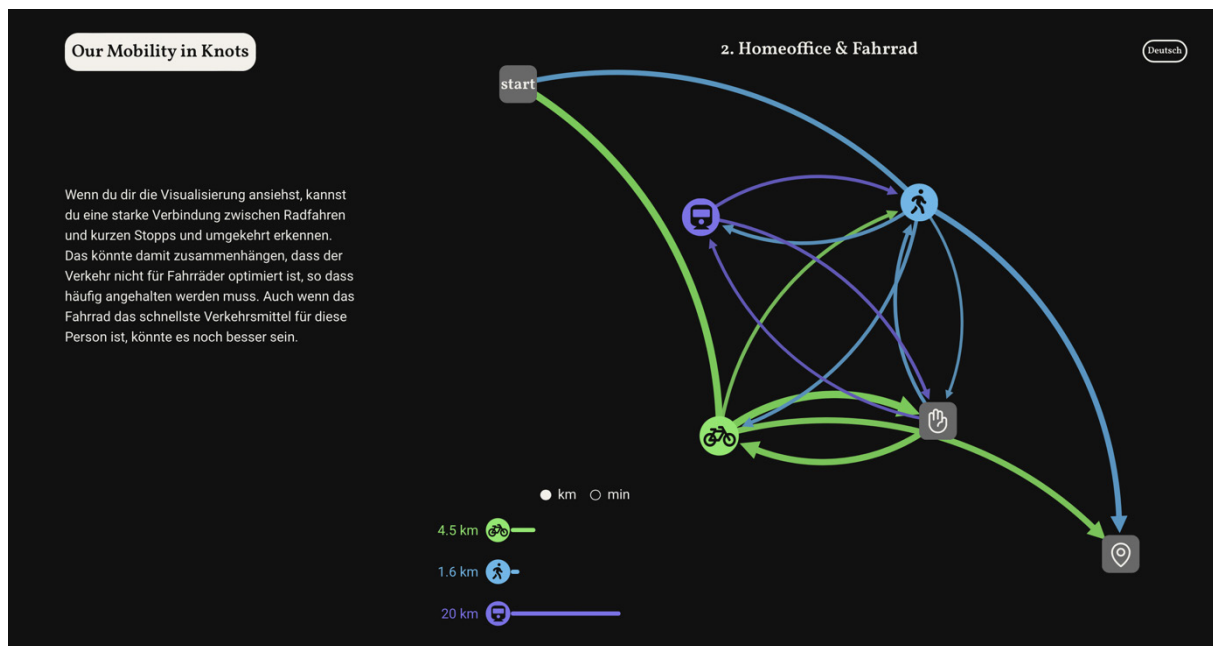 Our Mobility in Knots
2. Homeoffice & Fahrrad
Deutsch
start
Wenn du dir die Visualisierung ansiehst, kannst
du eine starke Verbindung zwischen Radfahren
und kurzen Stopps und umgekehrt erkennen.
Das könnte damit zusammenhängen, dass der
Verkehr nicht für Fahrräder optimiert ist, so dass
häufig angehalten werden muss. Auch wenn das
Fahrrad das schnellste Verkehrsmittel für diese
Person ist, könnte es noch besser sein.
km min
4.5 km
1.6 km
20 km